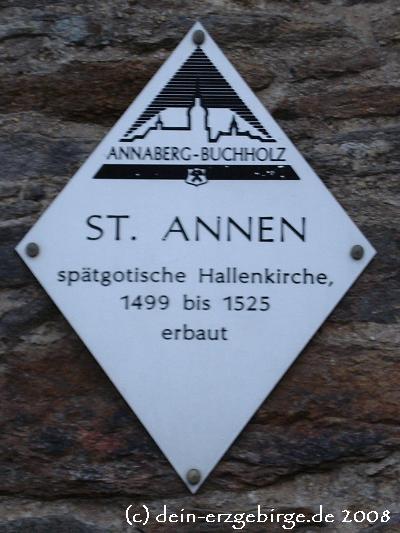 ANNABERG-BUCHHOLZ
ST. ANNEN
spätgotische Hallenkirche,
1499 bis 1525
erbaut
(c) dein-erzgebirge.de 2008